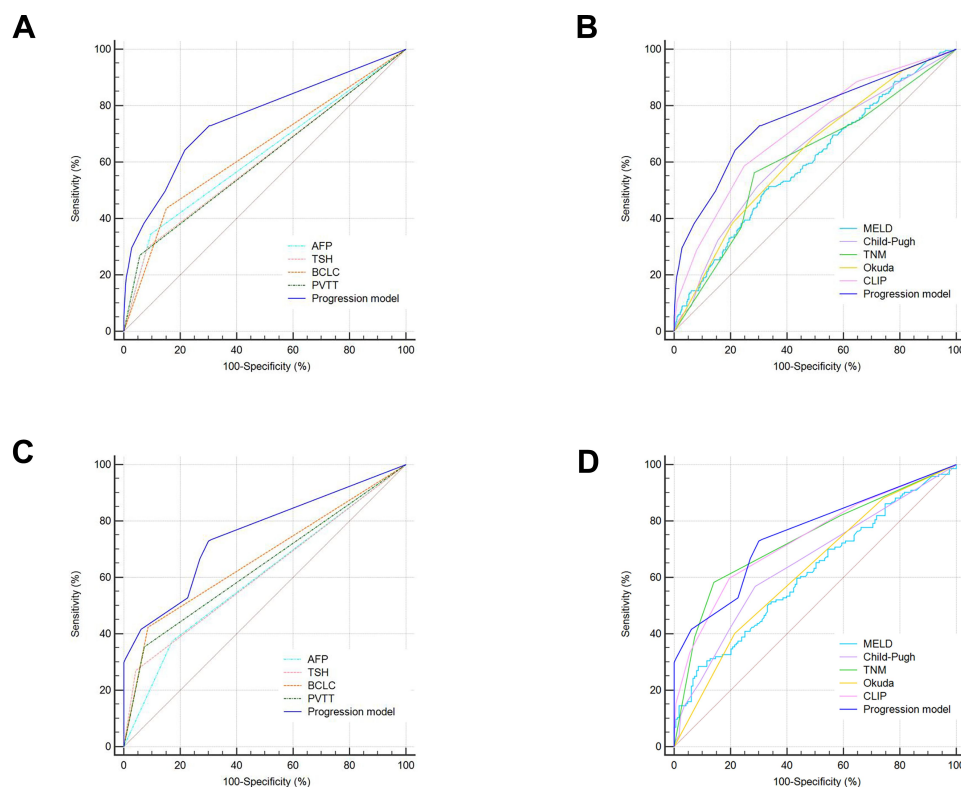 A
100
80
60
40
20
0
Sensitivity (%)
AFP
TSH
BCLC
PVTT
Progression model
0 20 40 60 80 100
100-Specificity (%)
B
100
80
60
40
20
0
Sensitivity (%)
MELD
Child-Pugh
TNM
Okuda
CLIP
Progression model
0 20 40 60 80 100
100-Specificity (%)
C
100
80
60
40
20
0
Sensitivity (%)
AFP
TSH
BCLC
PVTT
Progression model
0 20 40 60 80 100
100-Specificity (%)
D
100
80
60
40
20
0
Sensitivity (%)
MELD
Child-Pugh
TNM
Okuda
CLIP
Progression model
0 20 40 60 80 100
100-Specificity (%)